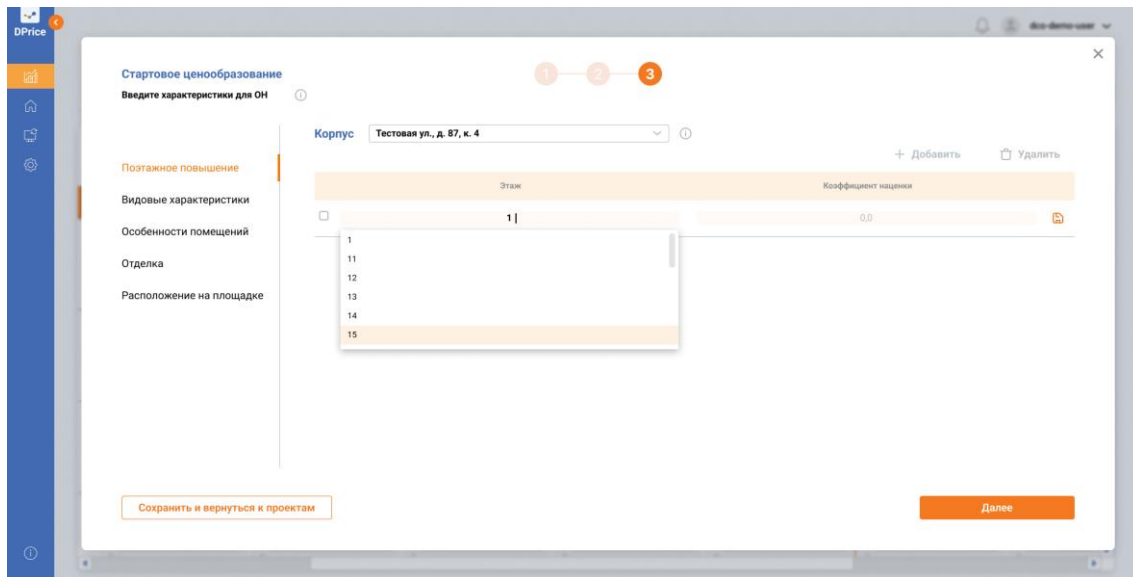 DPrice
dco-demo-user
Стартовое ценообразование
1
2
3
Введите характеристики для ОН
Корпус
Тестовая ул., д. 87, к. 4
Добавить
Удалить
Поэтажное повышение
Видовые характеристики
Особенности помещений
Отделка
Расположение на площадке
Этаж
Коэффициент наценки
1
0,0
1
11
12
13
14
15
Сохранить и вернуться к проектам
Далее